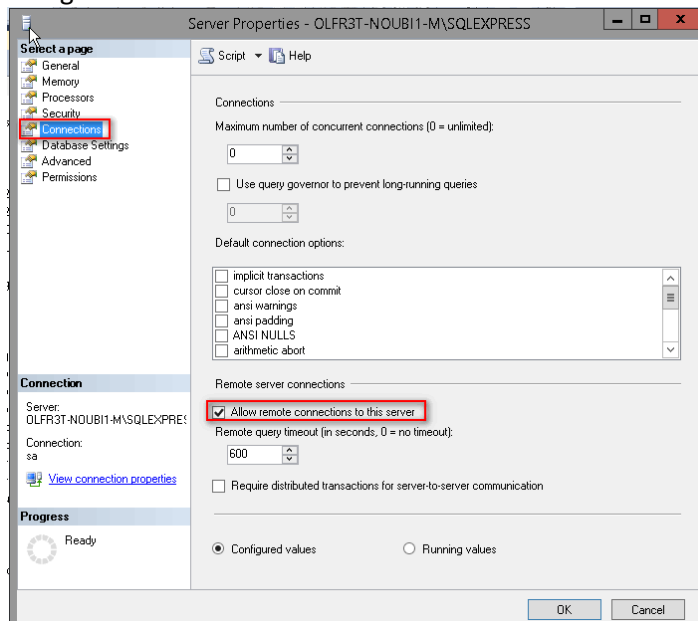 Server Properties - OLFR3T-NOUBI1-M\SQLEXPRESS
Select a page
General
Memory
Processors
Security
Connections
Database Settings
Advanced
Permissions
Script
Help
Connections
Maximum number of concurrent connections (0 = unlimited):
0
Use query governor to prevent long-running queries
0
Default connection options:
implicit transactions
cursor close on commit
ansi warnings
ansi padding
ANSI NULLS
arithmetic abort
Connection
Server:
OLFR3T-NOUBI1-M\SQLEXPRES
Connection:
sa
View connection properties
Progress
Ready
Remote server connections
Allow remote connections to this server
Remote query timeout (in seconds, 0 = no timeout):
600
Require distributed transactions for server-to-server communication
Configured values
Running values
OK
Cancel